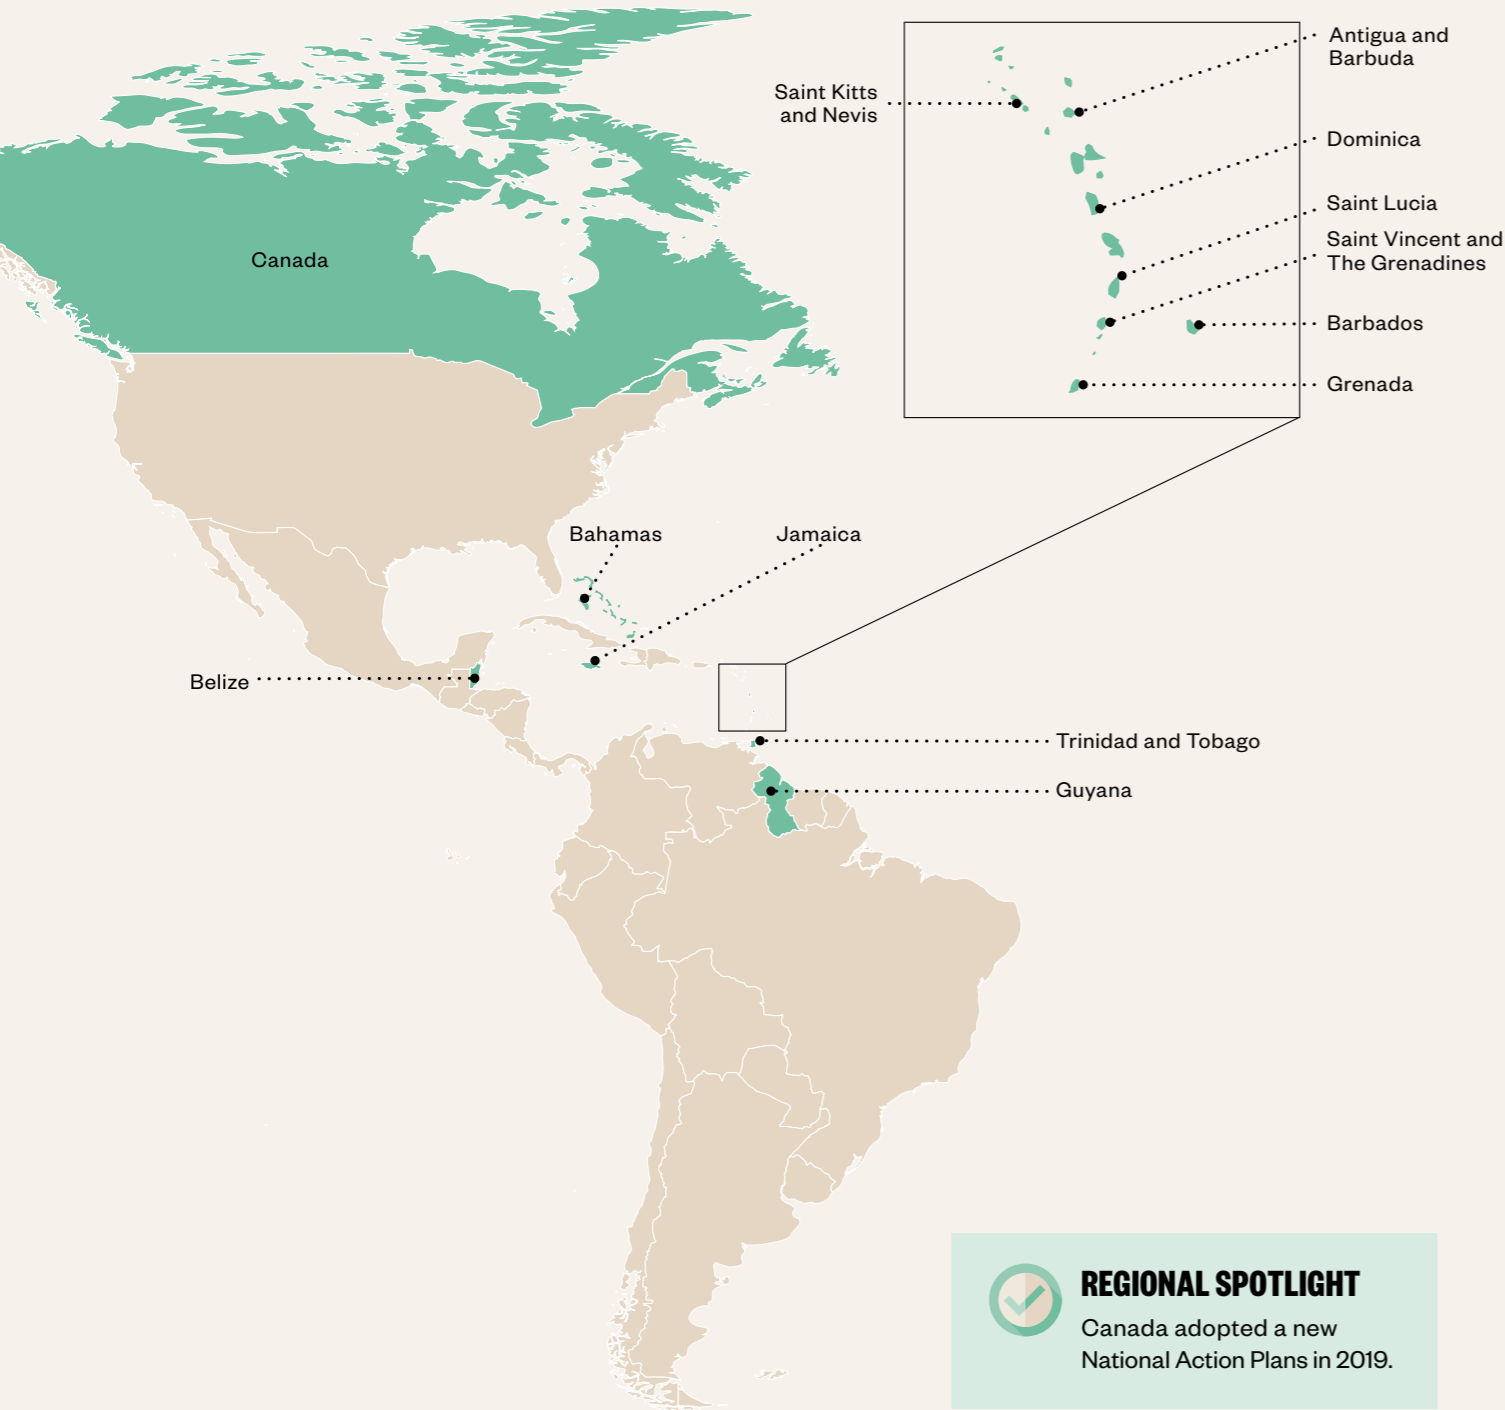 Antigua and
Barbuda
Saint Kitts
and Nevis
Dominica
Saint Lucia
Saint Vincent and
The Grenadines
Canada
Barbados
Grenada
Bahamas
Jamaica
Belize
Trinidad and Tobago
Guyana
REGIONAL SPOTLIGHT
Canada adopted a new
National Action Plans in 2019.